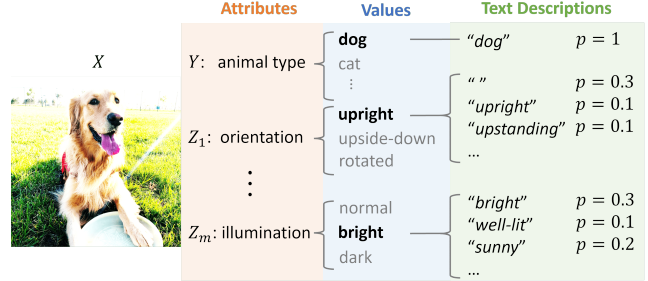 Attributes Values Text Descriptions
X
Y: animal type
dog
cat
⋮
"dog" p = 1
Z₁: orientation
upright
upside-down
rotated
" " p = 0.3
"upright" p = 0.1
"upstanding" p = 0.1
...
⋮
Zₘ: illumination
normal
bright
dark
"bright" p = 0.3
"well-lit" p = 0.1
"sunny" p = 0.2
...